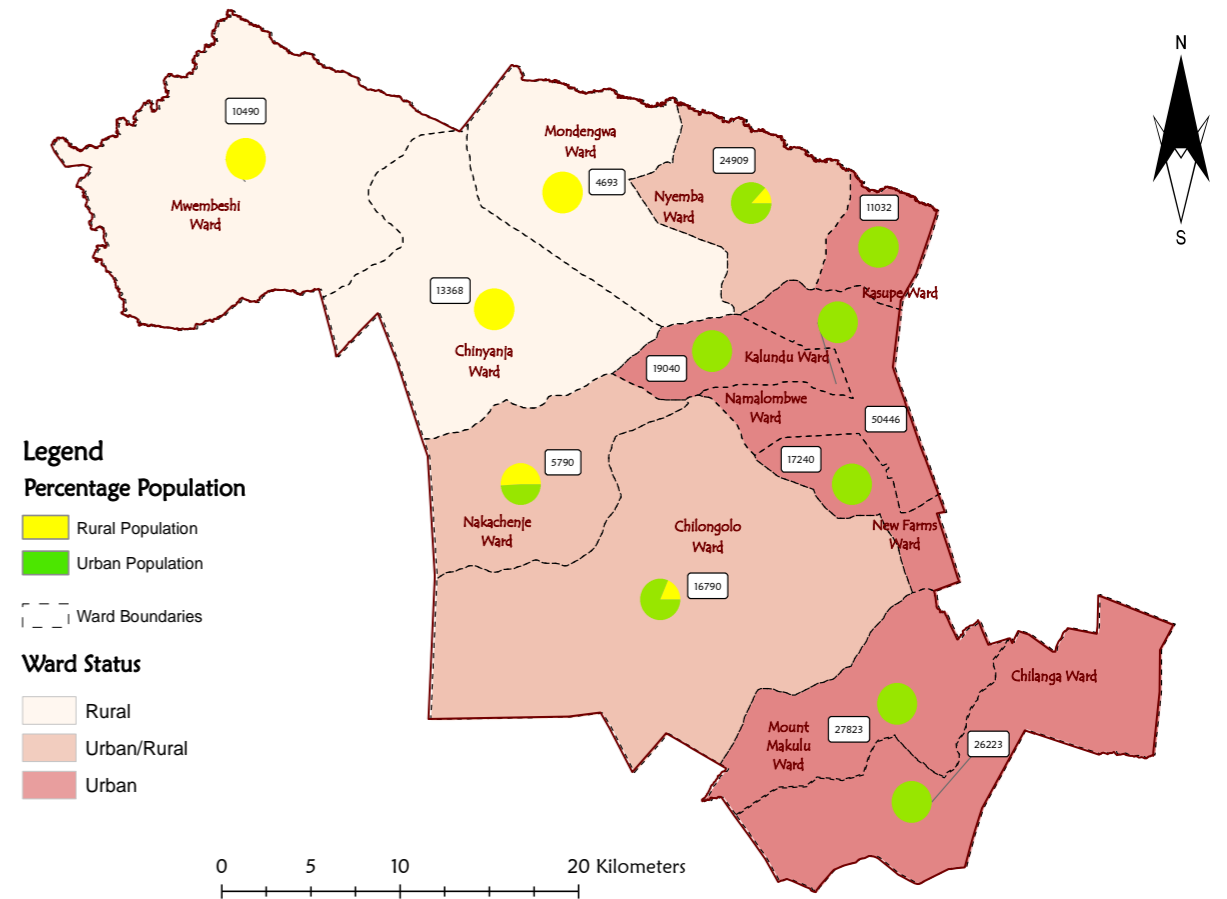 N
S
10490
Mwembeshi
Ward
Mondengwa
Ward
4693
24909
Nyemba
Ward
11032
Kasupe Ward
13368
Chinyanja
Ward
19040
Kalundu Ward
Namalombwe
Ward
50446
17240
New Farms
Ward
5790
Nakachenje
Ward
Chilongolo
Ward
16790
Chilanga Ward
Mount
Makulu
Ward
27823
26223
Legend
Percentage Population
Rural Population
Urban Population
Ward Boundaries
Ward Status
Rural
Urban/Rural
Urban
0 5 10 20 Kilometers